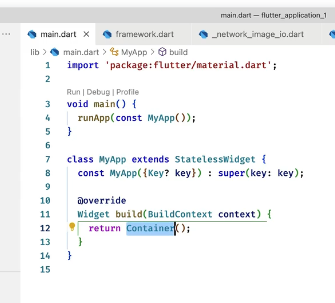 main.dart — flutter_application_1
main.dart framework.dart _network_image_io.dart
lib > main.dart > MyApp > build
1 import 'package:flutter/material.dart';
2
Run | Debug | Profile
3 void main() {
4 runApp(const MyApp());
5 }
6
7 class MyApp extends StatelessWidget {
8 const MyApp({Key? key}) : super(key: key);
9
10 @override
11 Widget build(BuildContext context) {
12 return Container();
13 }
14 }
15